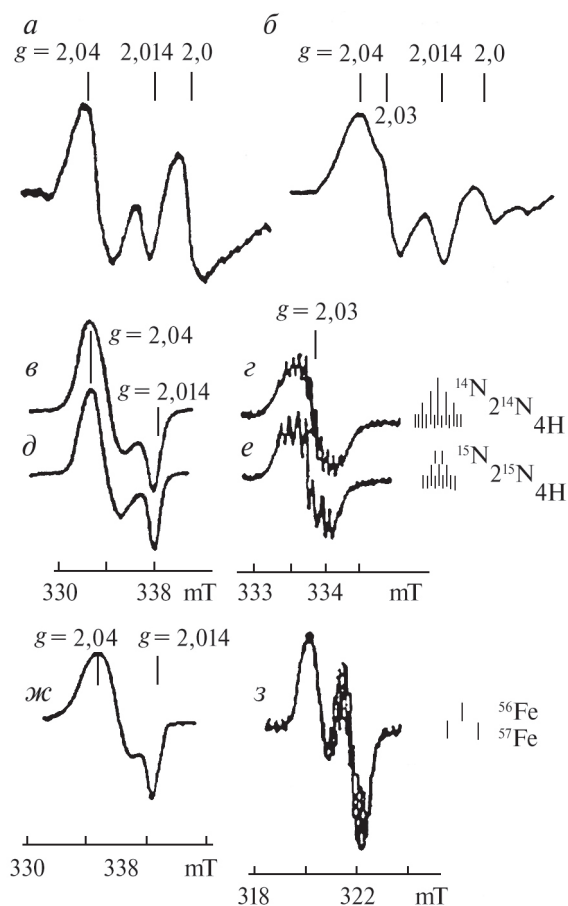 а
б
g = 2,04 2,014 2,0
g = 2,04 2,014 2,0
2,03
в
g = 2,04
g = 2,014
г
g = 2,03
¹⁴N 2¹⁴N 4H
д
е
¹⁵N 2¹⁵N 4H
330 338 mT
333 334 mT
ж
g = 2,04 g = 2,014
з
⁵⁶Fe
⁵⁷Fe
330 338 mT
318 322 mT